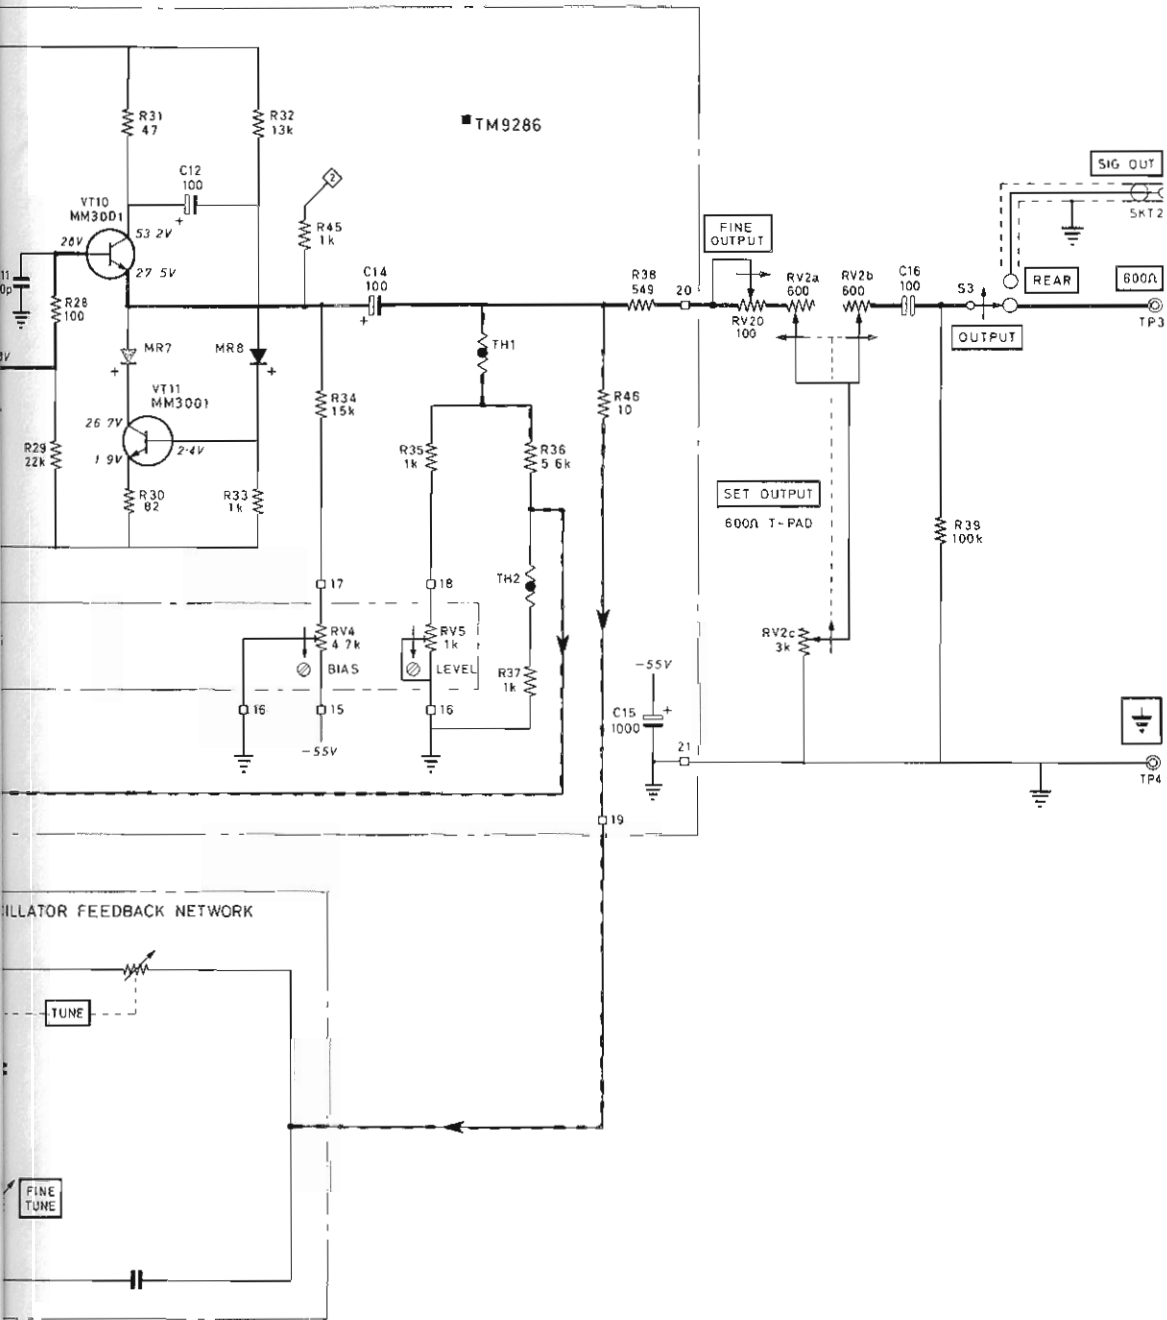 R31
47
R32
13k
■ TM9286
C12
100
2
VT10
MM3001
53 2V
28V
27 5V
R45
1k
11
0p
R28
100
C14
100
R38
549
20
FINE
OUTPUT
RV20
100
RV2a
600
RV2b
600
C16
100
S3
OUTPUT
SIG OUT
SKT2
REAR
600Ω
TP3
MR7
MR8
TH1
VT11
MM3001
26 7V
1 9V
2·4V
R34
15k
R35
1k
R36
5 6k
R46
10
R29
22k
R30
82
R33
1k
SET OUTPUT
600Ω T-PAD
R39
100k
17
18
TH2
RV4
4 7k
BIAS
RV5
1k
LEVEL
R37
1k
RV2c
3k
16
15
-55V
16
-55V
C15
1000
21
TP4
19
ILLATOR FEEDBACK NETWORK
TUNE
FINE
TUNE